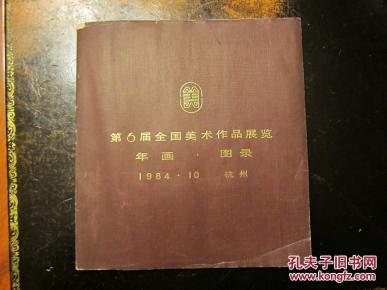 美
第6届全国美术作品展览
年画·图录
1984·10 杭州
孔夫子旧书网
www.kongfz.com